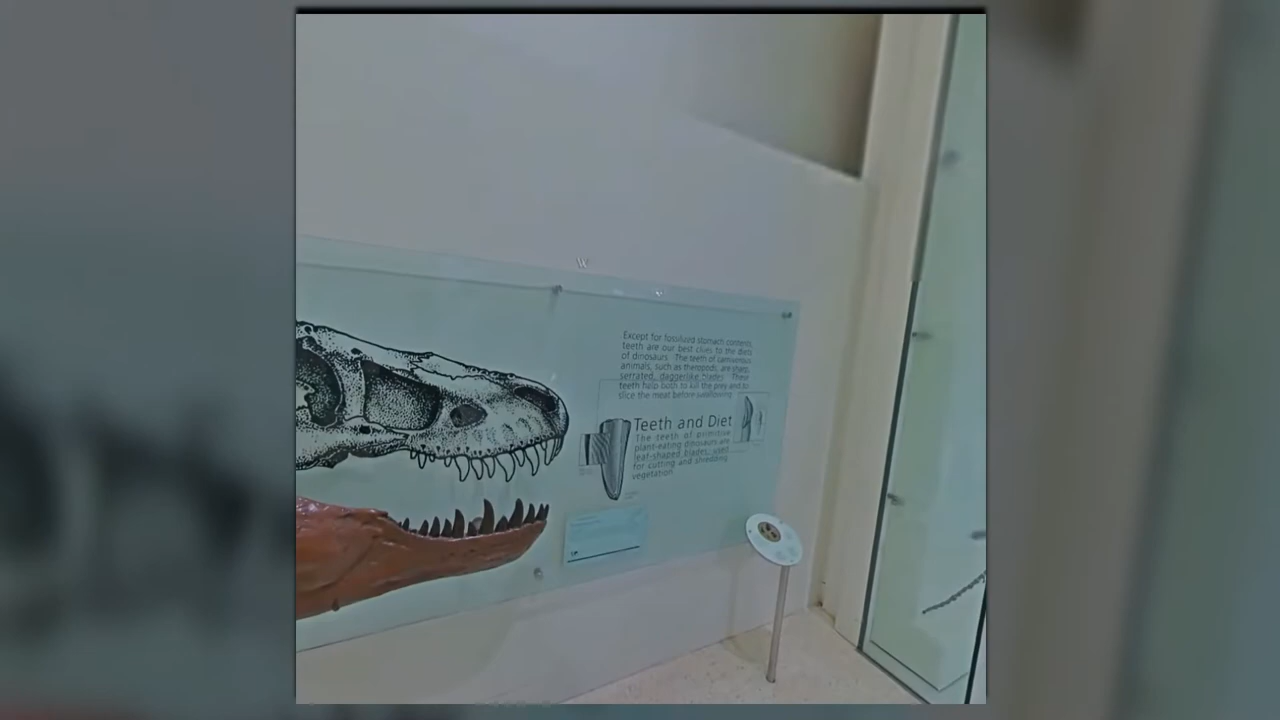 W
Except for fossilized stomach contents,
teeth are our best clues to the diets
of dinosaurs. The teeth of carnivorous
animals, such as theropods, are sharp,
serrated, daggerlike blades. These
teeth help both to kill the prey and to
slice the meat before swallowing
Teeth and Diet
The teeth of primitive
plant-eating dinosaurs are
leaf-shaped blades, used
for cutting and shredding
vegetation.